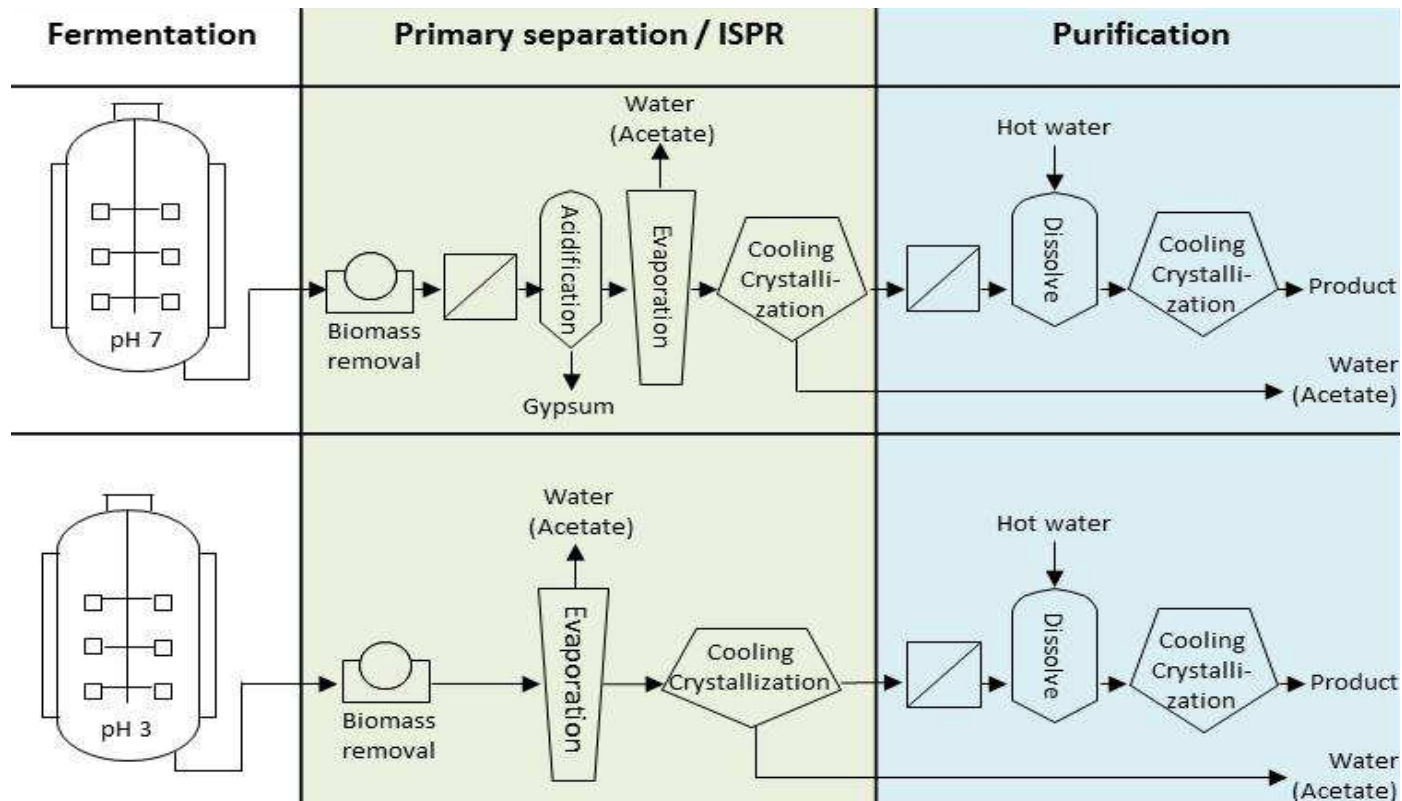 Fermentation
Primary separation / ISPR
Purification
Water
(Acetate)
Hot water
Acidification
Evaporation
Cooling
Crystalli-
zation
Dissolve
Cooling
Crystalli-
zation
Product
pH 7
Biomass
removal
Gypsum
Water
(Acetate)
Water
(Acetate)
Hot water
Evaporation
Cooling
Crystallization
Dissolve
Cooling
Crystalli-
zation
Product
pH 3
Biomass
removal
Water
(Acetate)